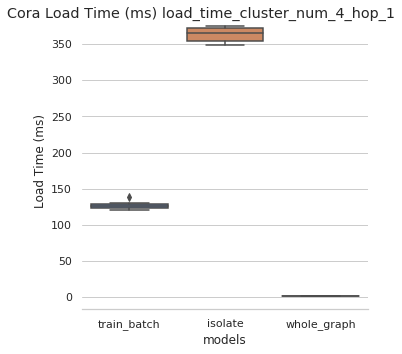 Cora Load Time (ms) load_time_cluster_num_4_hop_1
350
300
250
200
150
100
50
0
Load Time (ms)
train_batch
isolate
whole_graph
models